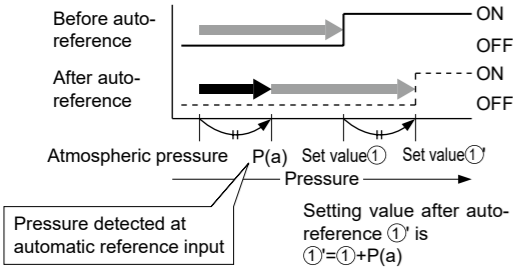 Before auto-
reference
ON
OFF
After auto-
reference
ON
OFF
Atmospheric pressure P(a) Set value① Set value①'
Pressure
Pressure detected at
automatic reference input
Setting value after auto-
reference ①' is
①'=①+P(a)